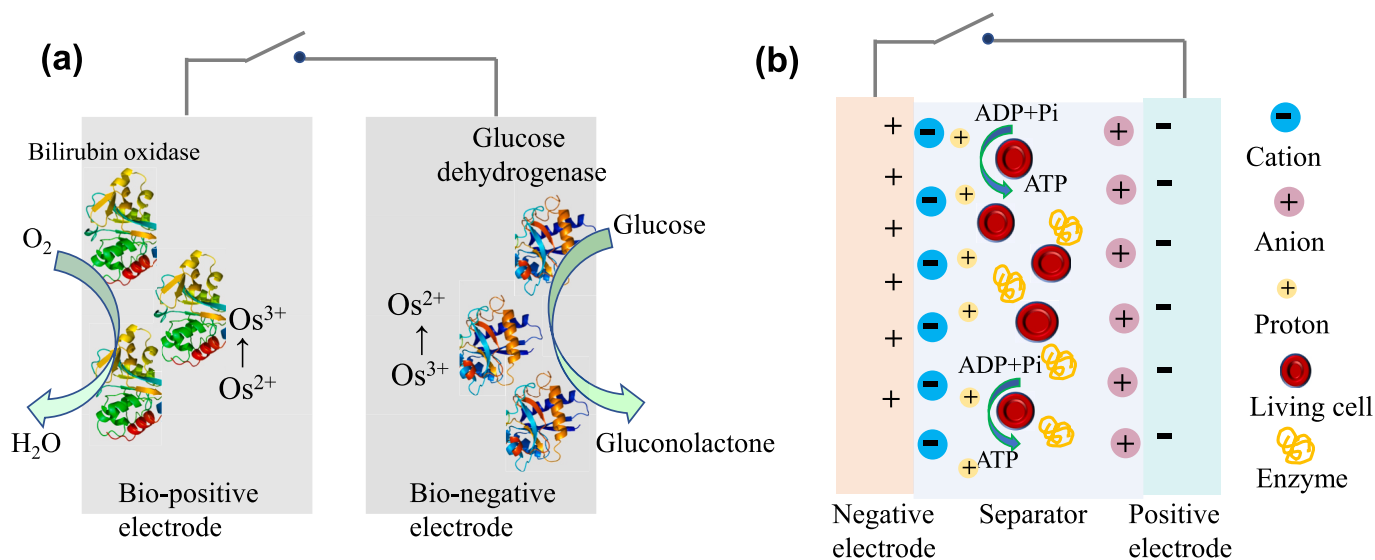 (a)
Bilirubin oxidase
O₂
Os³⁺
Os²⁺
H₂O
Bio-positive
electrode
Glucose
dehydrogenase
Glucose
Os²⁺
Os³⁺
Gluconolactone
Bio-negative
electrode
(b)
+
+
+
+
+
+
-
-
-
-
-
-
+
+
+
+
+
+
ADP+Pi
ATP
ADP+Pi
ATP
+
+
+
+
+
+
-
-
-
-
-
-
Negative
electrode
Separator
Positive
electrode
-
Cation
+
Anion
+
Proton
Living cell
Enzyme